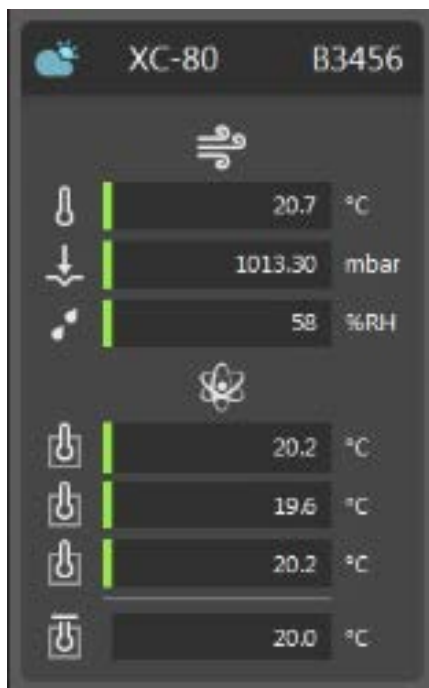 XC-80 B3456
20.7 °C
1013.30 mbar
58 %RH
20.2 °C
19.6 °C
20.2 °C
20.0 °C